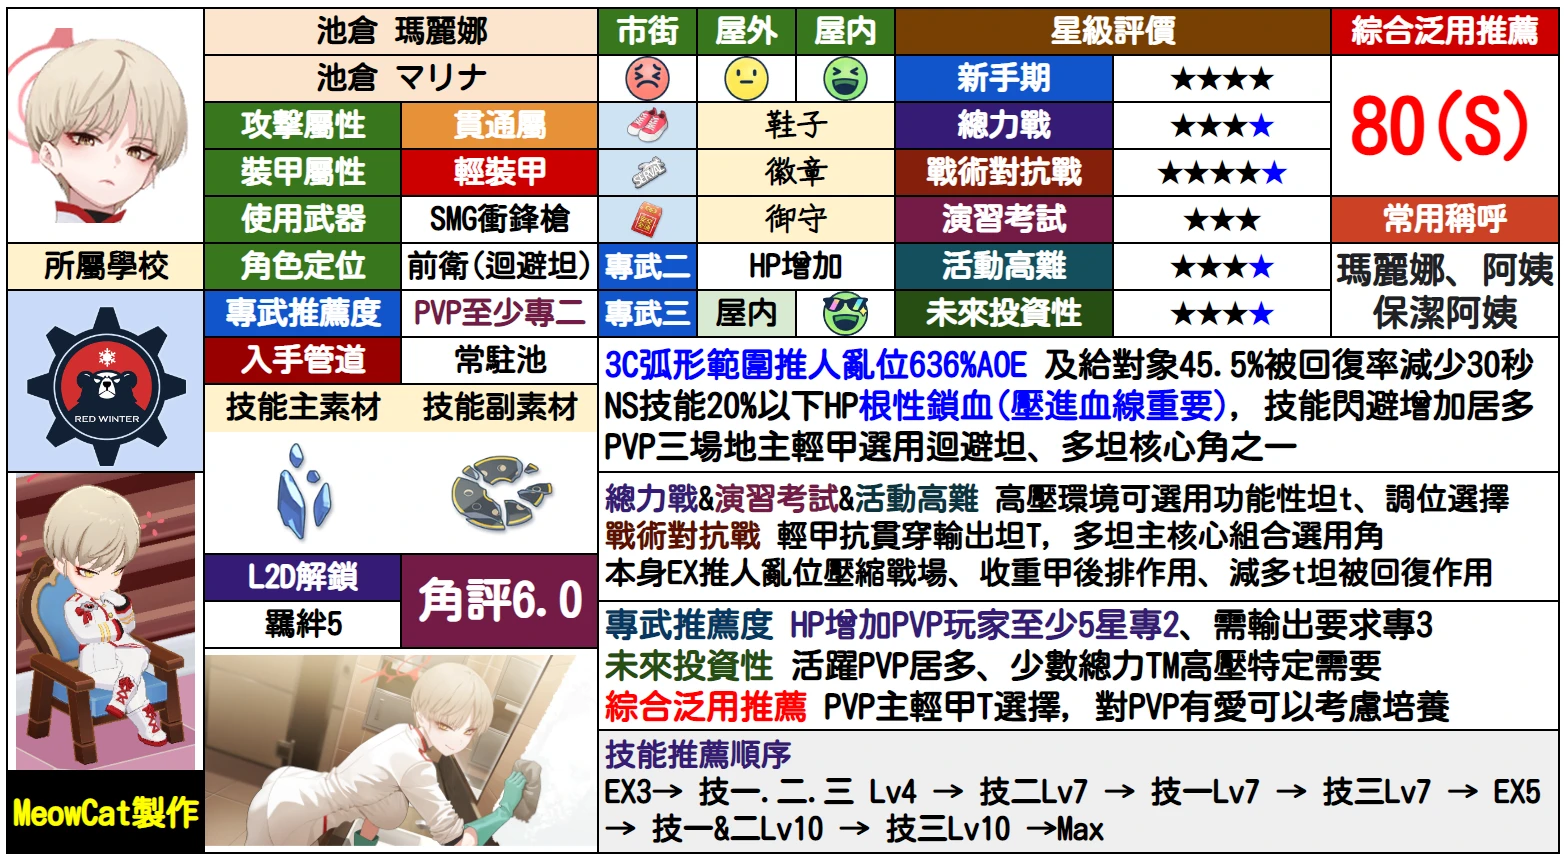 池倉 瑪麗娜
池倉 マリナ
攻擊屬性 貫通屬
裝甲屬性 輕裝甲
使用武器 SMG衝鋒槍
所屬學校
角色定位 前衛(迴避坦)
專武推薦度 PVP至少專二
入手管道 常駐池
技能主素材 技能副素材
RED WINTER
L2D解鎖
羈絆5
角評6.0
MeowCat製作
市街 屋外 屋内
鞋子
SERVAL
徽章
御守
專武二 HP增加
專武三 屋内
星級評價
新手期 ★★★★
總力戰 ★★★★
戰術對抗戰 ★★★★★
演習考試 ★★★
活動高難 ★★★★
未來投資性 ★★★★
綜合泛用推薦
80(S)
常用稱呼
瑪麗娜、阿姨
保潔阿姨
3C弧形範圍推人亂位636%AOE 及給對象45.5%被回復率減少30秒
NS技能20%以下HP根性鎖血(壓進血線重要), 技能閃避增加居多
PVP三場地主輕甲選用迴避坦、多坦核心角之一
總力戰&演習考試&活動高難 高壓環境可選用功能性坦t、調位選擇
戰術對抗戰 輕甲抗貫穿輸出坦T, 多坦主核心組合選用角
本身EX推人亂位壓縮戰場、收重甲後排作用、減多t坦被回復作用
專武推薦度 HP增加PVP玩家至少5星專2、需輸出要求專3
未來投資性 活躍PVP居多、少數總力TM高壓特定需要
綜合泛用推薦 PVP主輕甲T選擇, 對PVP有愛可以考慮培養
技能推薦順序
EX3→ 技一.二.三 Lv4 → 技二Lv7 → 技一Lv7 → 技三Lv7 → EX5
→ 技一&二Lv10 → 技三Lv10 →Max